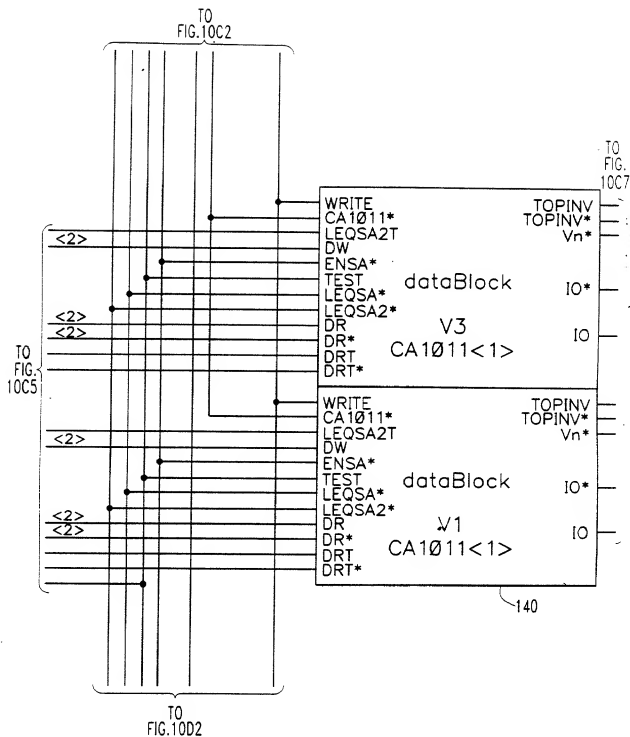 TO
FIG.10C2
TO
FIG.
10C7
WRITE
CA1Ø11*
LEQSA2T
DW
ENSA*
TEST
LEQSA*
LEQSA2*
DR
DR*
DRT
DRT*
dataBlock
V3
CA1Ø11<1>
TOPINV
TOPINV*
Vn*
IO*
IO
<2>
<2>
<2>
TO
FIG.
10C5
WRITE
CA1Ø11*
LEQSA2T
DW
ENSA*
TEST
LEQSA*
LEQSA2*
DR
DR*
DRT
DRT*
dataBlock
V1
CA1Ø11<1>
TOPINV
TOPINV*
Vn*
IO*
IO
<2>
<2>
<2>
140
TO
FIG.10D2